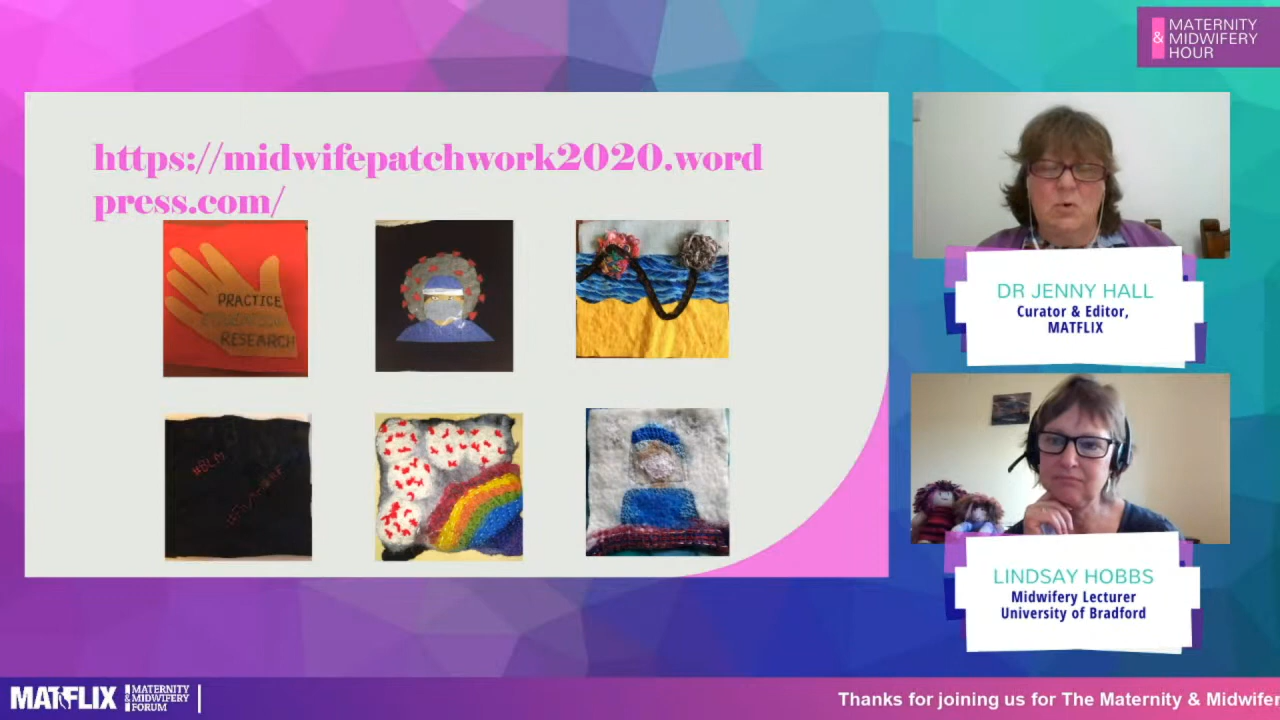 &
MATERNITY
MIDWIFERY
HOUR
https://midwifepatchwork2020.word
press.com/
PRACTICE
RESEARCH
#BLM
DR JENNY HALL
Curator & Editor,
MATFLIX
LINDSAY HOBBS
Midwifery Lecturer
University of Bradford
MATFLIX
MATERNITY
& MIDWIFERY
FORUM
Thanks for joining us for The Maternity & Midwifer